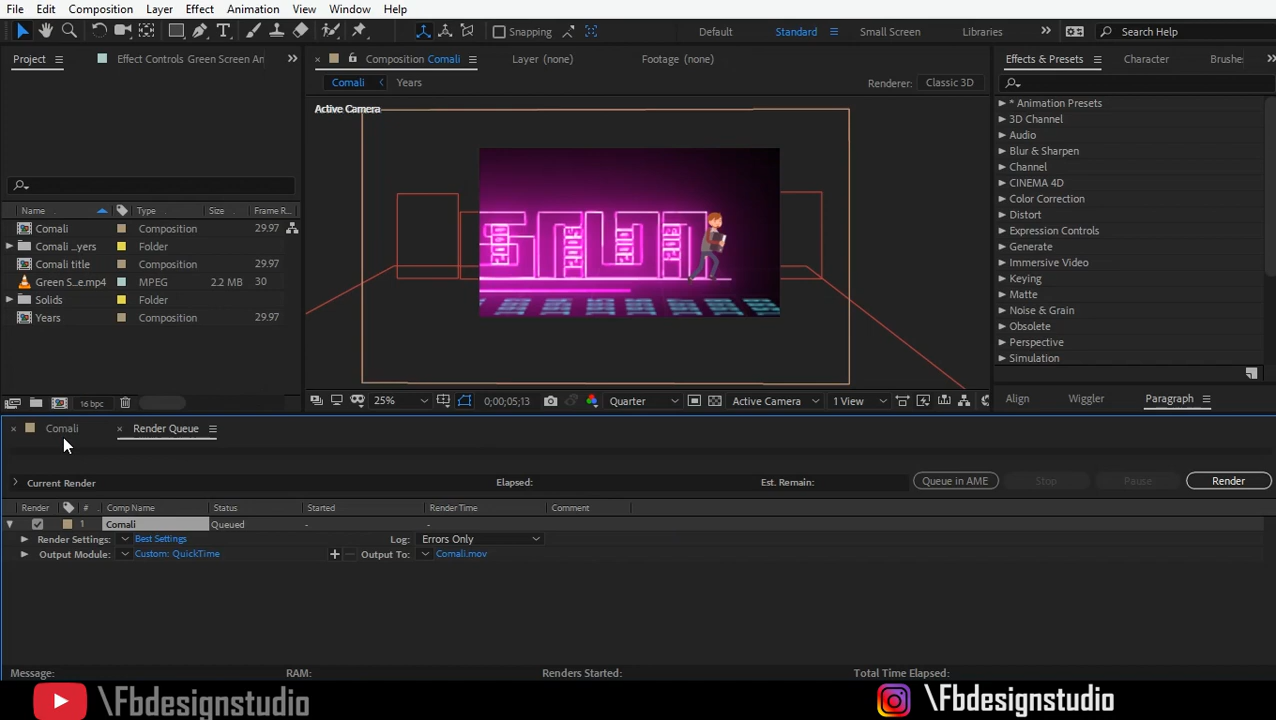 File Edit Composition Layer Effect Animation View Window Help
Snapping Default Standard Small Screen Libraries Search Help
Project Effect Controls Green Screen An
Composition Comali Layer (none) Footage (none)
Effects & Presets Character Brushe
Comali Years Renderer: Classic 3D
Active Camera
Name Type Size Frame R...
Comali Composition 29.97
Comali ...yers Folder
Comali title Composition 29.97
Green S...e.mp4 MPEG 2.2 MB 30
Solids Folder
Years Composition 29.97
16 bpc
* Animation Presets
3D Channel
Audio
Blur & Sharpen
Channel
CINEMA 4D
Color Correction
Distort
Expression Controls
Generate
Immersive Video
Keying
Matte
Noise & Grain
Obsolete
Perspective
Simulation
25% 0;00;05;13 Quarter Active Camera 1 View
Align Wiggler Paragraph
Comali Render Queue
Current Render Elapsed: Est. Remain: Queue in AME Stop Pause Render
Render # Comp Name Status Started Render Time Comment
1 Comali Queued - -
Render Settings: Best Settings Log: Errors Only
Output Module: Custom: QuickTime Output To: Comali.mov
Message: RAM: Renders Started: Total Time Elapsed:
\Fbdesignstudio \Fbdesignstudio